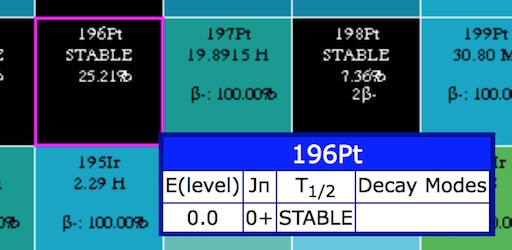 196Pt
STABLE
25.21%
197Pt
19.8915 H
β-: 100.00%
198Pt
STABLE
7.36%
2β-
199Pt
30.80 M
β-: 100.0
195Ir
2.29 H
β-: 100.00%
196Pt
E(level) Jπ T1/2 Decay Modes
0.0 0+ STABLE